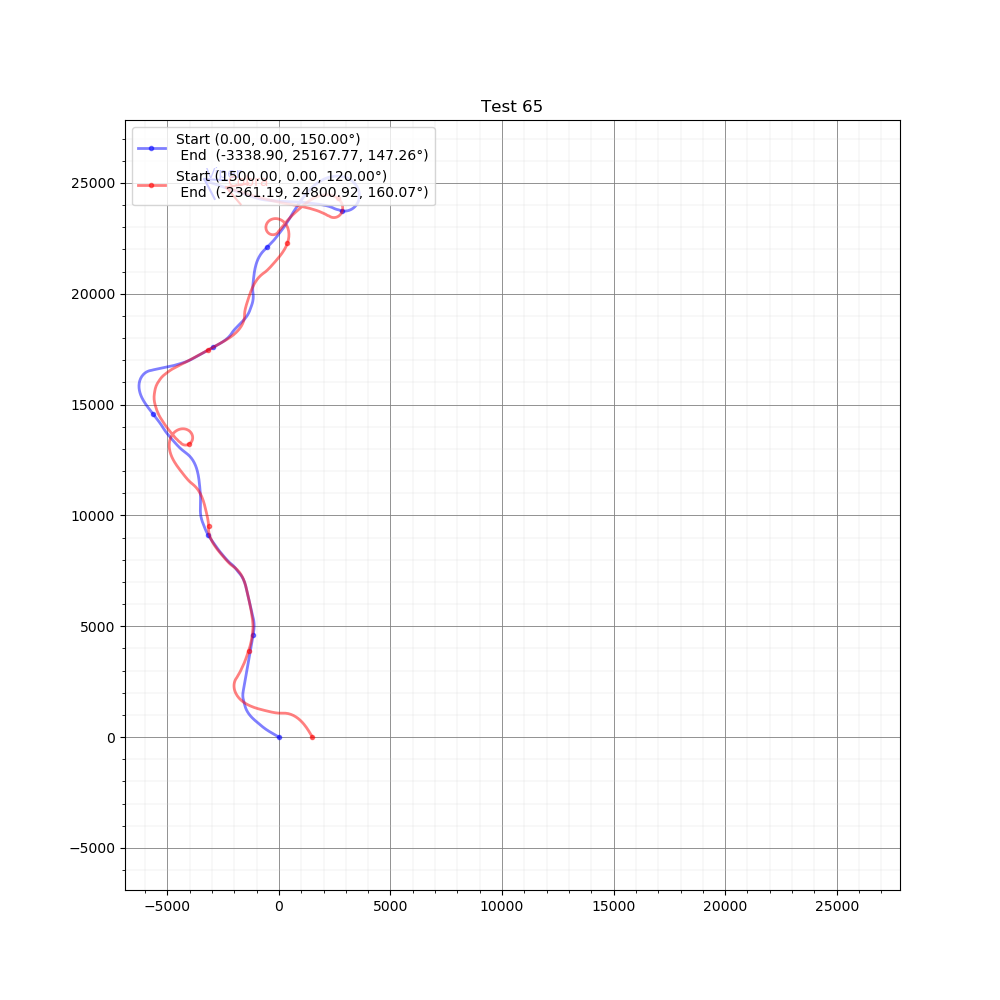 Test 65
Start (0.00, 0.00, 150.00°)
End (-3338.90, 25167.77, 147.26°)
Start (1500.00, 0.00, 120.00°)
End (-2361.19, 24800.92, 160.07°)
25000
20000
15000
10000
5000
0
−5000
−5000 0 5000 10000 15000 20000 25000